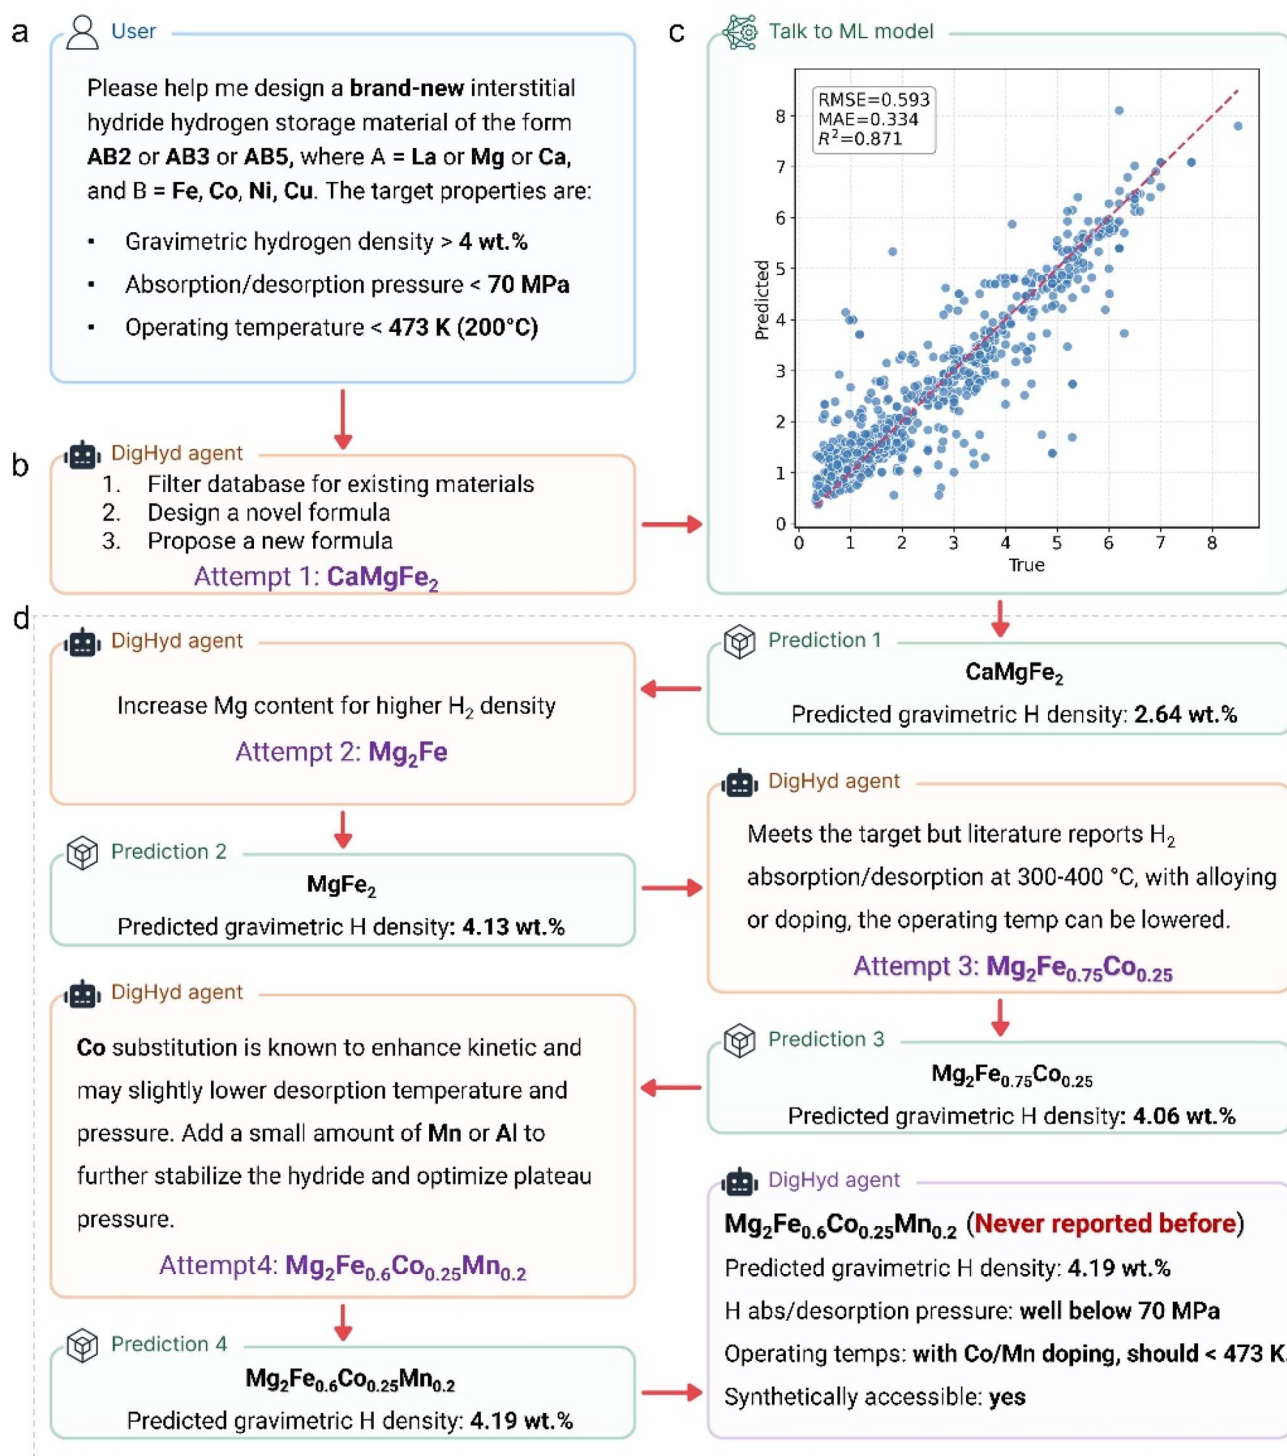 a
User
Please help me design a brand-new interstitial
hydride hydrogen storage material of the form
AB2 or AB3 or AB5, where A = La or Mg or Ca,
and B = Fe, Co, Ni, Cu. The target properties are:
▪ Gravimetric hydrogen density > 4 wt.%
▪ Absorption/desorption pressure < 70 MPa
▪ Operating temperature < 473 K (200°C)
b
DigHyd agent
1. Filter database for existing materials
2. Design a novel formula
3. Propose a new formula
Attempt 1: CaMgFe₂
c
Talk to ML model
RMSE=0.593
MAE=0.334
R²=0.871
Predicted
8
7
6
5
4
3
2
1
0
0 1 2 3 4 5 6 7 8
True
d
Prediction 1
CaMgFe₂
Predicted gravimetric H density: 2.64 wt.%
DigHyd agent
Increase Mg content for higher H₂ density
Attempt 2: Mg₂Fe
Prediction 2
MgFe₂
Predicted gravimetric H density: 4.13 wt.%
DigHyd agent
Meets the target but literature reports H₂
absorption/desorption at 300-400 °C, with alloying
or doping, the operating temp can be lowered.
Attempt 3: Mg₂Fe₀.₇₅Co₀.₂₅
Prediction 3
Mg₂Fe₀.₇₅Co₀.₂₅
Predicted gravimetric H density: 4.06 wt.%
DigHyd agent
Co substitution is known to enhance kinetic and
may slightly lower desorption temperature and
pressure. Add a small amount of Mn or Al to
further stabilize the hydride and optimize plateau
pressure.
Attempt4: Mg₂Fe₀.₆Co₀.₂₅Mn₀.₂
Prediction 4
Mg₂Fe₀.₆Co₀.₂₅Mn₀.₂
Predicted gravimetric H density: 4.19 wt.%
DigHyd agent
Mg₂Fe₀.₆Co₀.₂₅Mn₀.₂ (Never reported before)
Predicted gravimetric H density: 4.19 wt.%
H abs/desorption pressure: well below 70 MPa
Operating temps: with Co/Mn doping, should < 473 K.
Synthetically accessible: yes